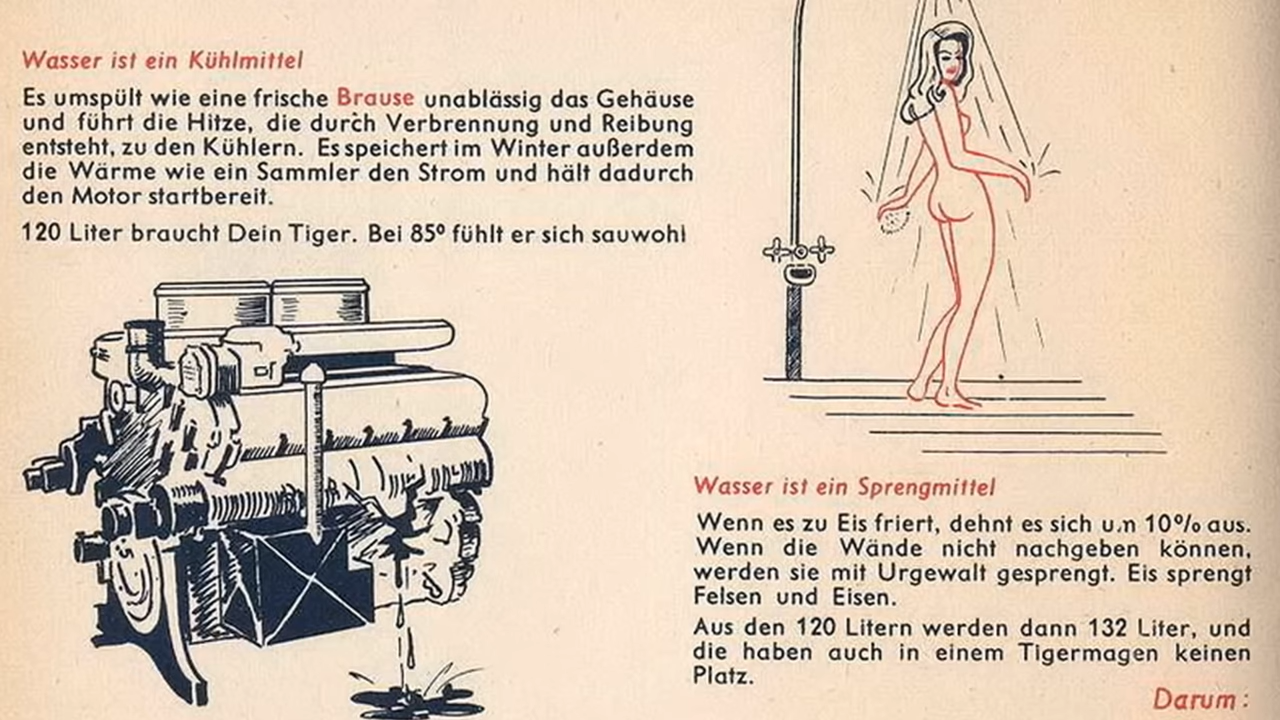 Wasser ist ein Kühlmittel
Es umspült wie eine frische Brause unablässig das Gehäuse
und führt die Hitze, die durch Verbrennung und Reibung
entsteht, zu den Kühlern. Es speichert im Winter außerdem
die Wärme wie ein Sammler den Strom und hält dadurch
den Motor startbereit.
120 Liter braucht Dein Tiger. Bei 85° fühlt er sich sauwohl
Wasser ist ein Sprengmittel
Wenn es zu Eis friert, dehnt es sich um 10% aus.
Wenn die Wände nicht nachgeben können,
werden sie mit Urgewalt gesprengt. Eis sprengt
Felsen und Eisen.
Aus den 120 Litern werden dann 132 Liter, und
die haben auch in einem Tigermagen keinen
Platz.
Darum: